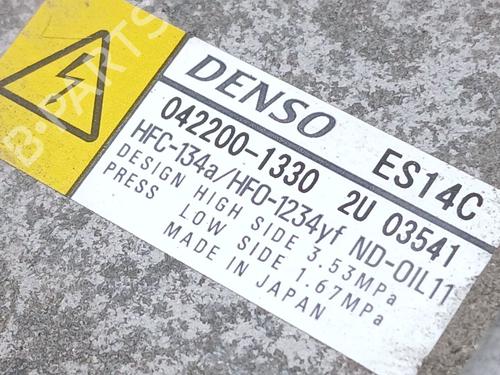 B-PARTS
DENSO ES14C
042200-1330 2U 03541
HFC-134a/HFO-1234yf ND-OIL11
DESIGN HIGH SIDE 3.53MPa
PRESS LOW SIDE 1.67MPa
MADE IN JAPAN